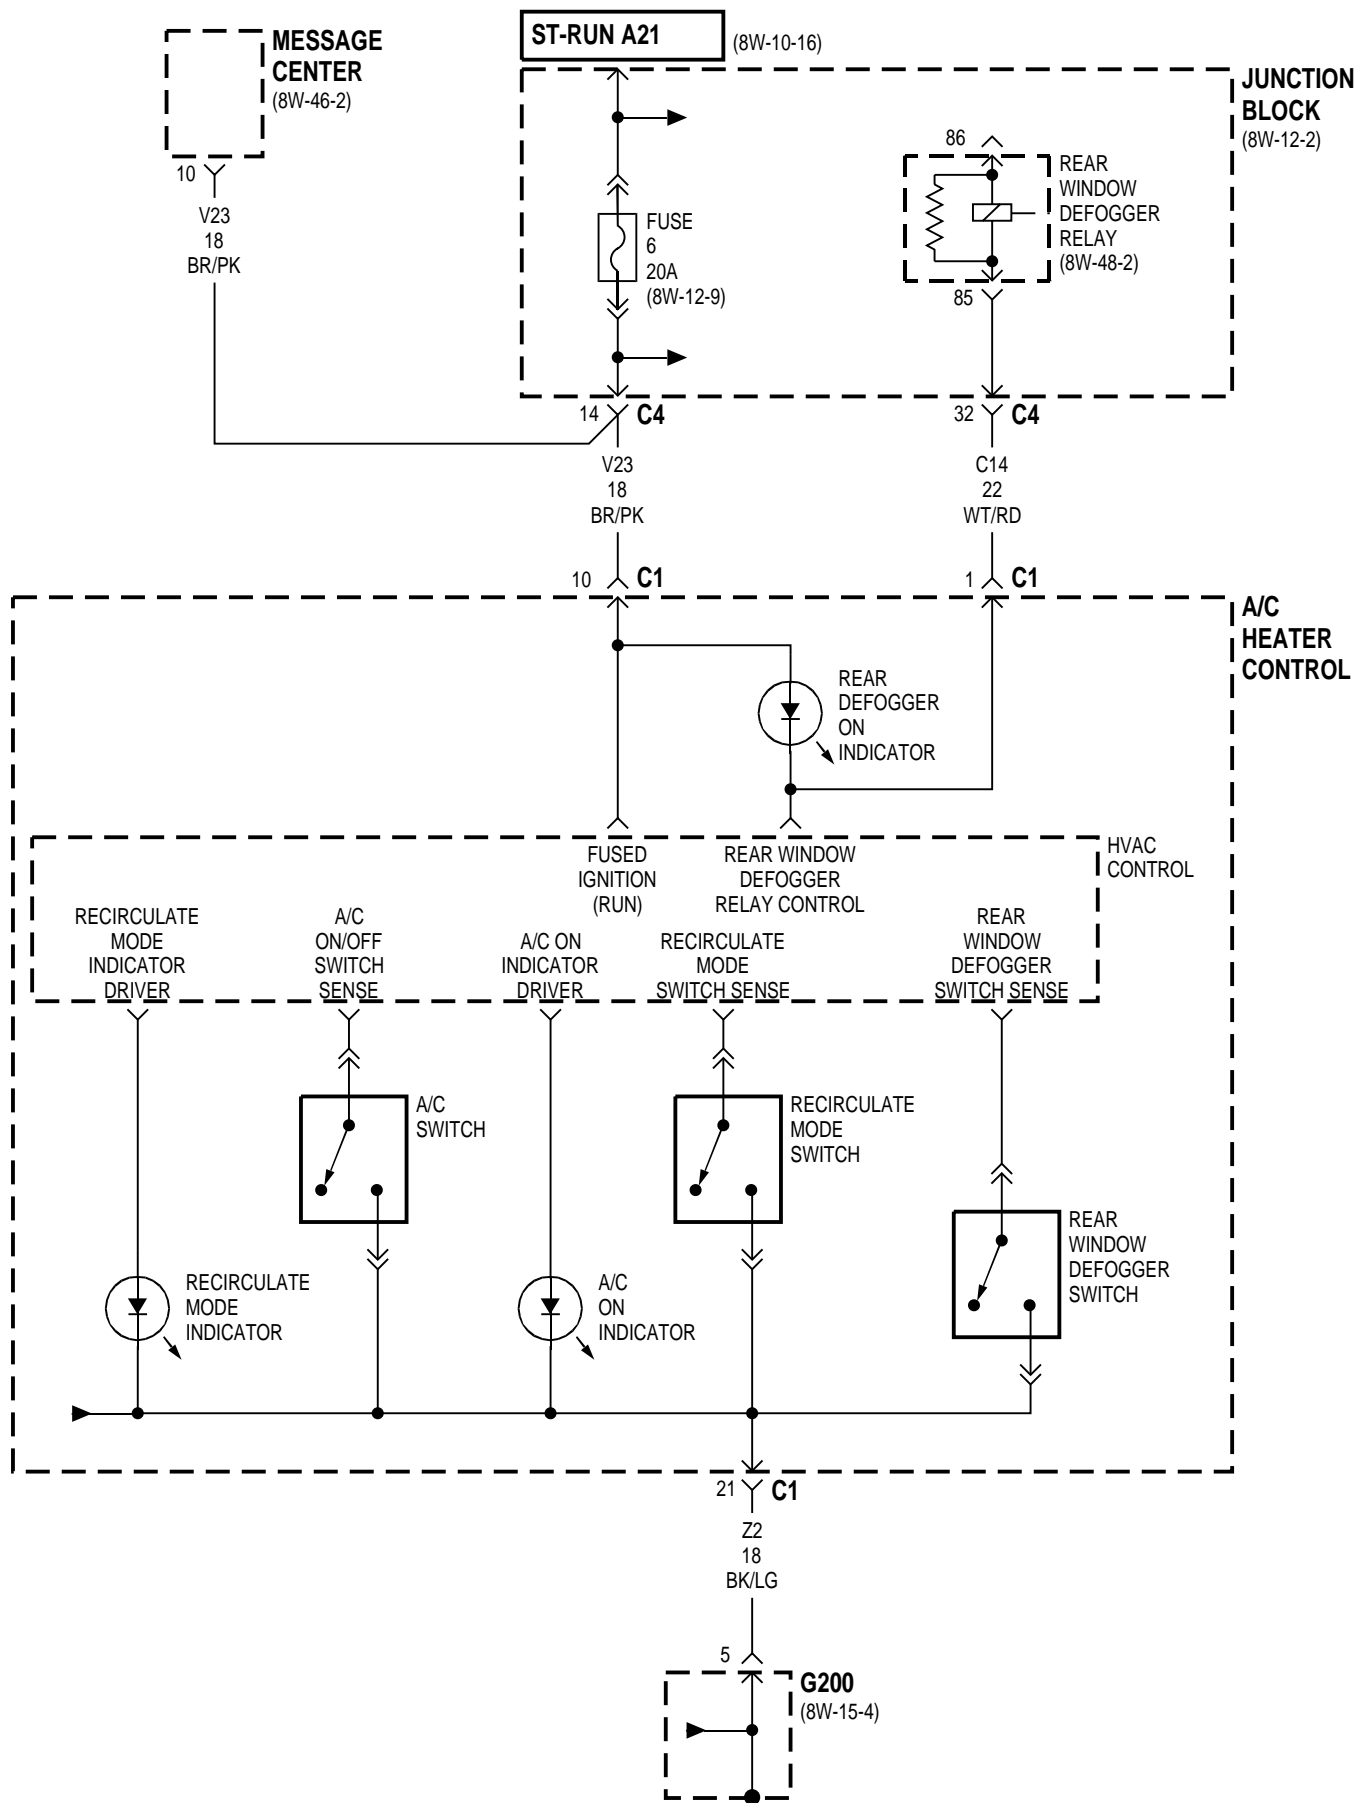 ST-RUN A21
(8W-10-16)
MESSAGE
CENTER
(8W-46-2)
10
V23
18
BR/PK
JUNCTION
BLOCK
(8W-12-2)
FUSE
6
20A
(8W-12-9)
86
REAR
WINDOW
DEFOGGER
RELAY
(8W-48-2)
85
14
C4
32
C4
V23
18
BR/PK
C14
22
WT/RD
10
C1
1
C1
A/C
HEATER
CONTROL
REAR
DEFOGGER
ON
INDICATOR
HVAC
CONTROL
FUSED
IGNITION
(RUN)
REAR WINDOW
DEFOGGER
RELAY CONTROL
RECIRCULATE
MODE
INDICATOR
DRIVER
A/C
ON/OFF
SWITCH
SENSE
A/C ON
INDICATOR
DRIVER
RECIRCULATE
MODE
SWITCH SENSE
REAR
WINDOW
DEFOGGER
SWITCH SENSE
A/C
SWITCH
RECIRCULATE
MODE
SWITCH
REAR
WINDOW
DEFOGGER
SWITCH
RECIRCULATE
MODE
INDICATOR
A/C
ON
INDICATOR
21
C1
Z2
18
BK/LG
5
G200
(8W-15-4)